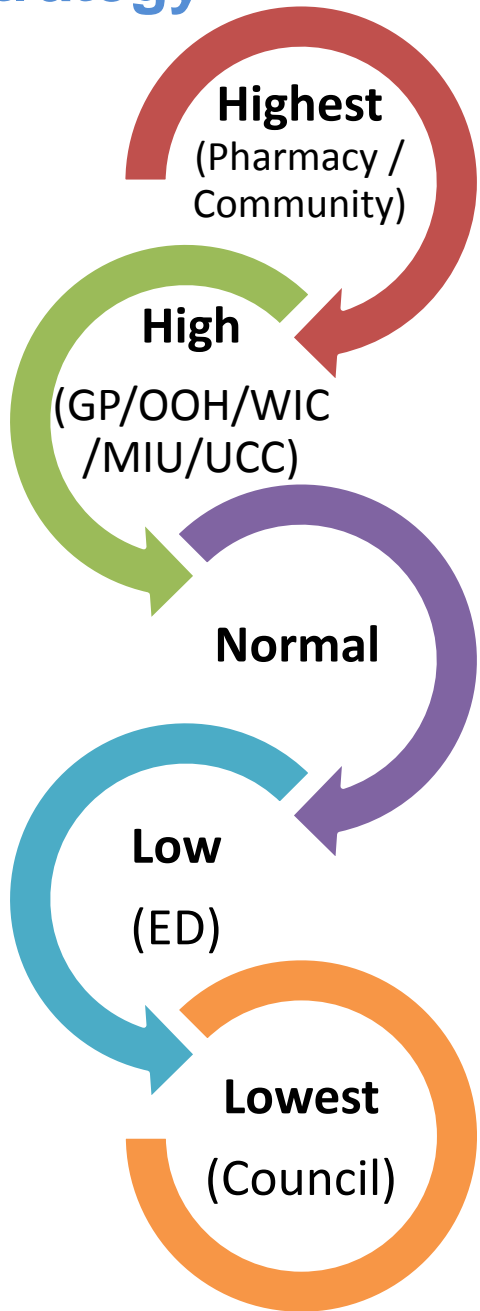 Highest
(Pharmacy /
Community)
High
(GP/OOH/WIC
/MIU/UCC)
Normal
Low
(ED)
Lowest
(Council)